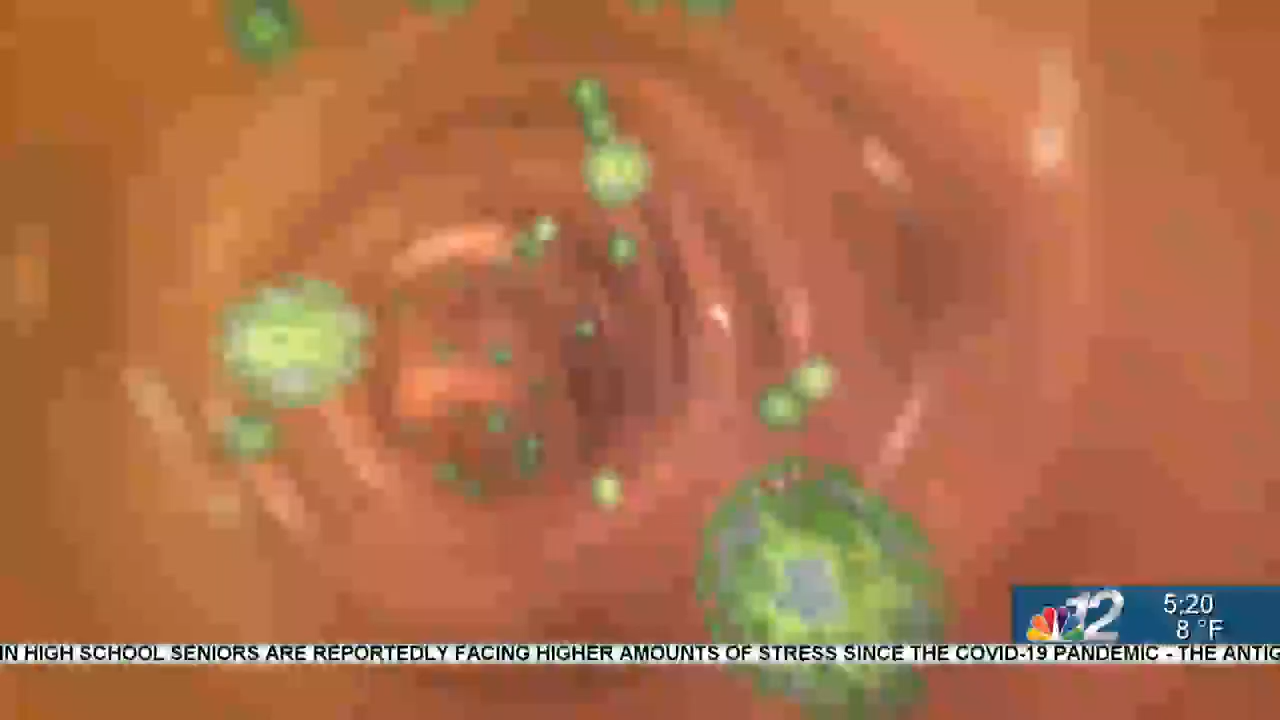 12
5:20
8 °F
IN HIGH SCHOOL SENIORS ARE REPORTEDLY FACING HIGHER AMOUNTS OF STRESS SINCE THE COVID-19 PANDEMIC - THE ANTIG